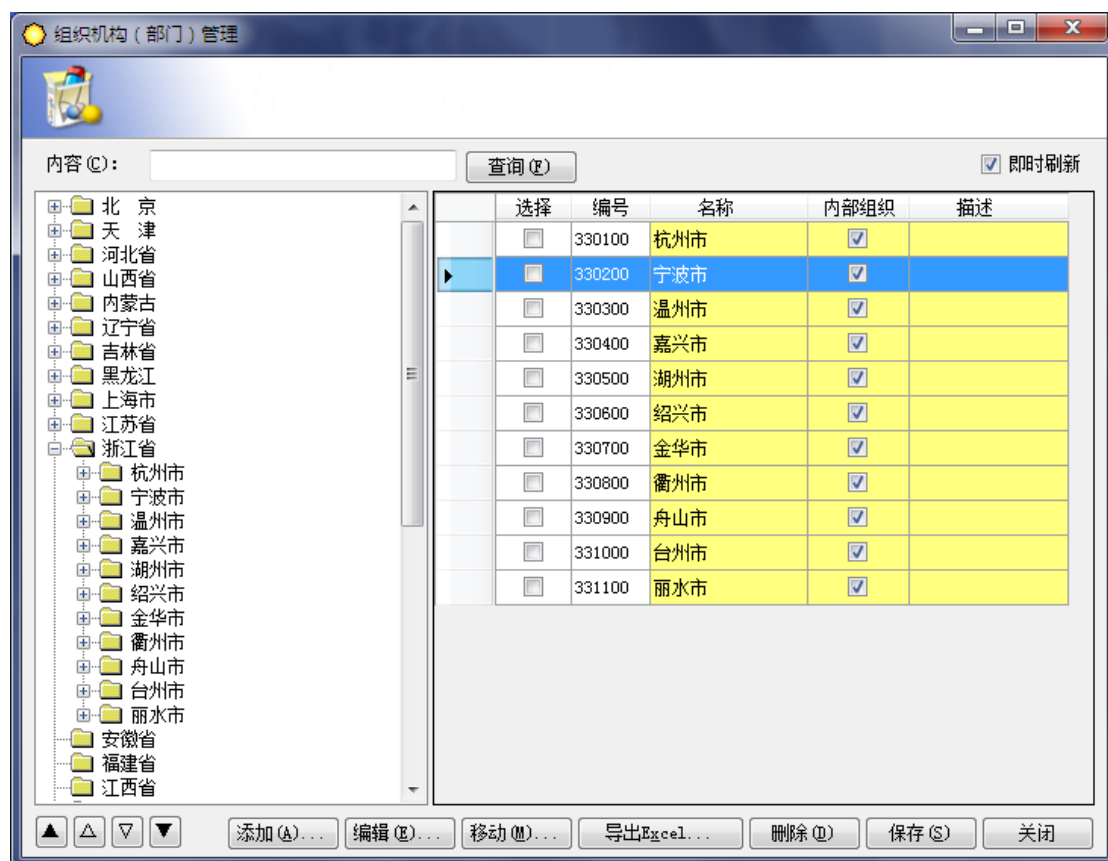 组织机构（部门）管理
内容(C):
查询(F)
即时刷新
北 京
天 津
河北省
山西省
内蒙古
辽宁省
吉林省
黑龙江
上海市
江苏省
浙江省
杭州市
宁波市
温州市
嘉兴市
湖州市
绍兴市
金华市
衢州市
舟山市
台州市
丽水市
安徽省
福建省
江西省
选择 编号 名称 内部组织 描述
330100 杭州市
330200 宁波市
330300 温州市
330400 嘉兴市
330500 湖州市
330600 绍兴市
330700 金华市
330800 衢州市
330900 舟山市
331000 台州市
331100 丽水市
添加(A)... 编辑(E)... 移动(M)... 导出Excel... 删除(D) 保存(S) 关闭